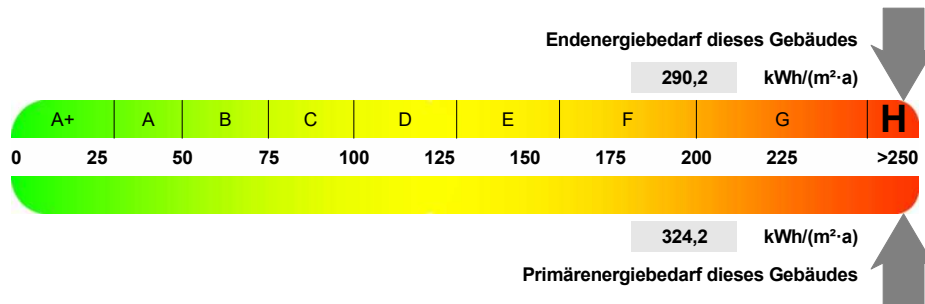 Endenergiebedarf dieses Gebäudes
290,2 kWh/(m²·a)
A+ A B C D E F G H
0 25 50 75 100 125 150 175 200 225 >250
324,2 kWh/(m²·a)
Primärenergiebedarf dieses Gebäudes